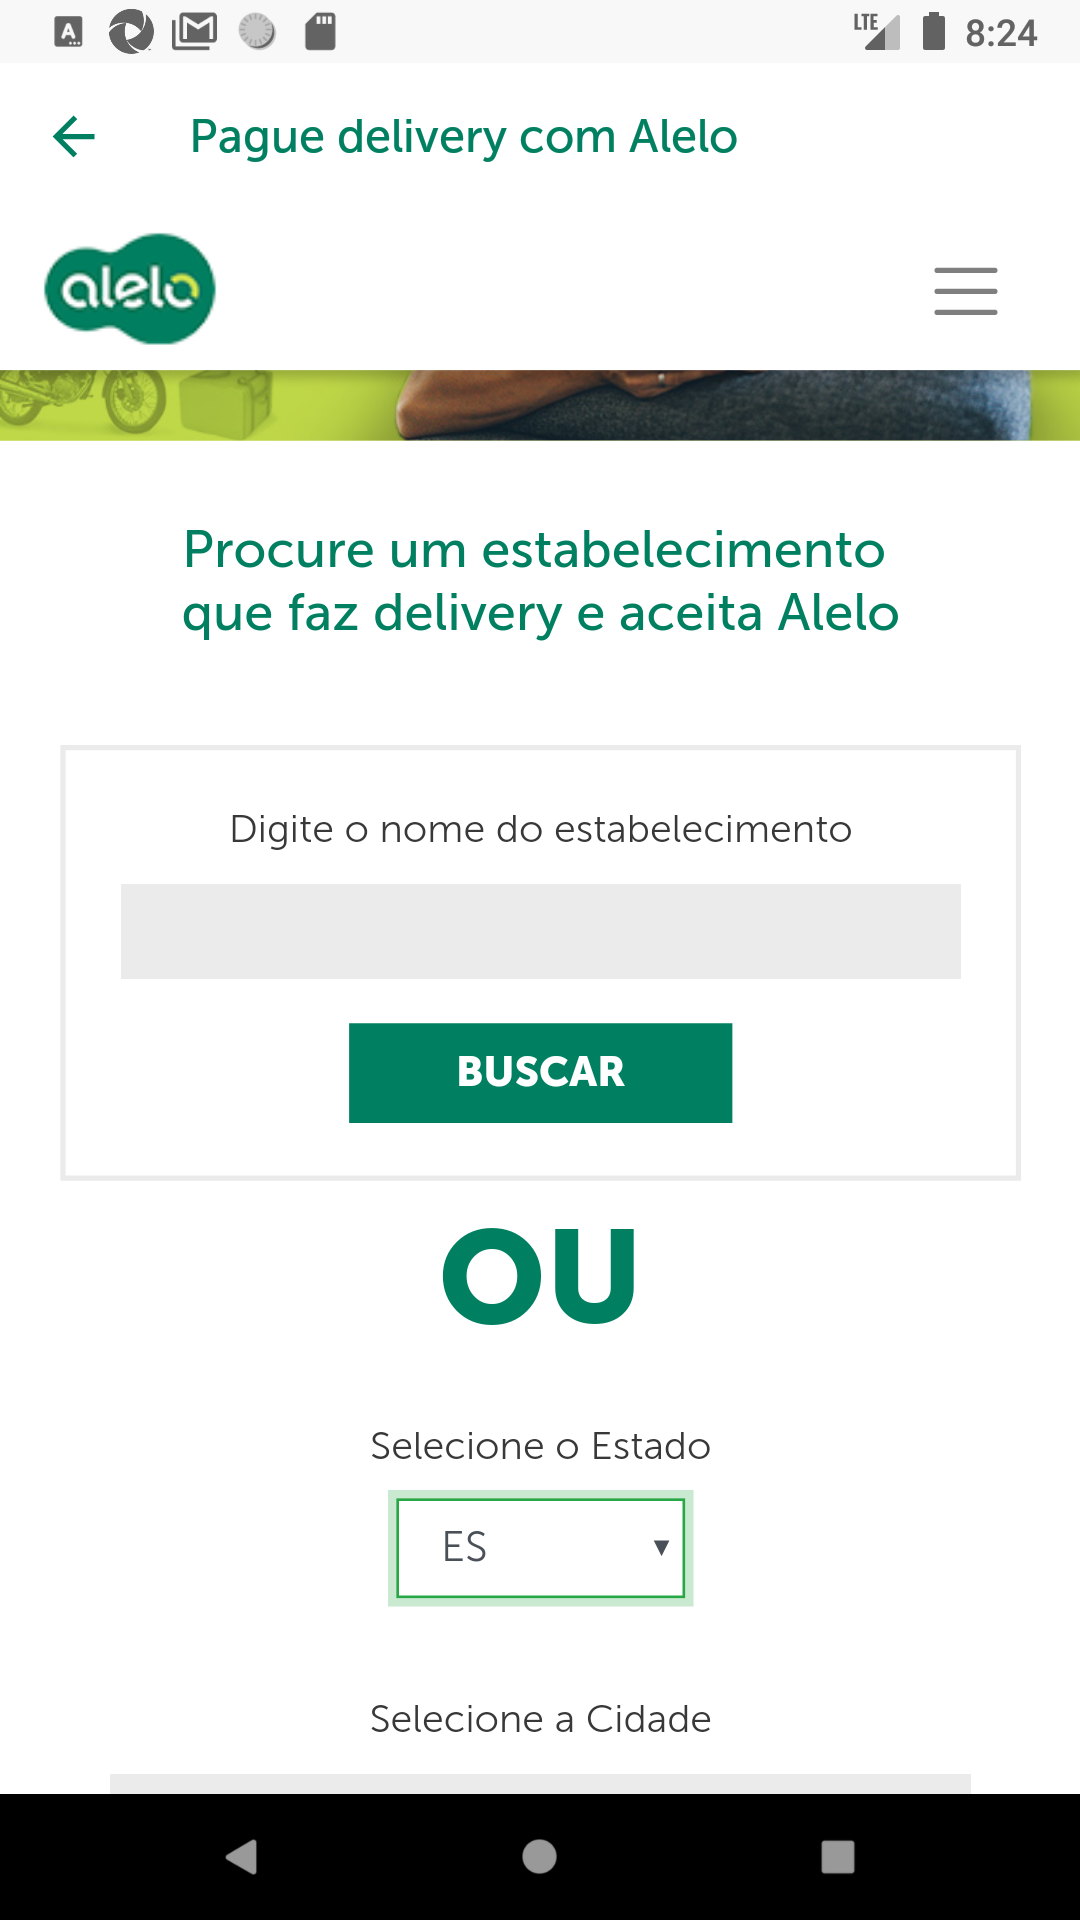 A
LTE
8:24
Pague delivery com Alelo
alelo
Procure um estabelecimento
que faz delivery e aceita Alelo
Digite o nome do estabelecimento
BUSCAR
OU
Selecione o Estado
ES
Selecione a Cidade